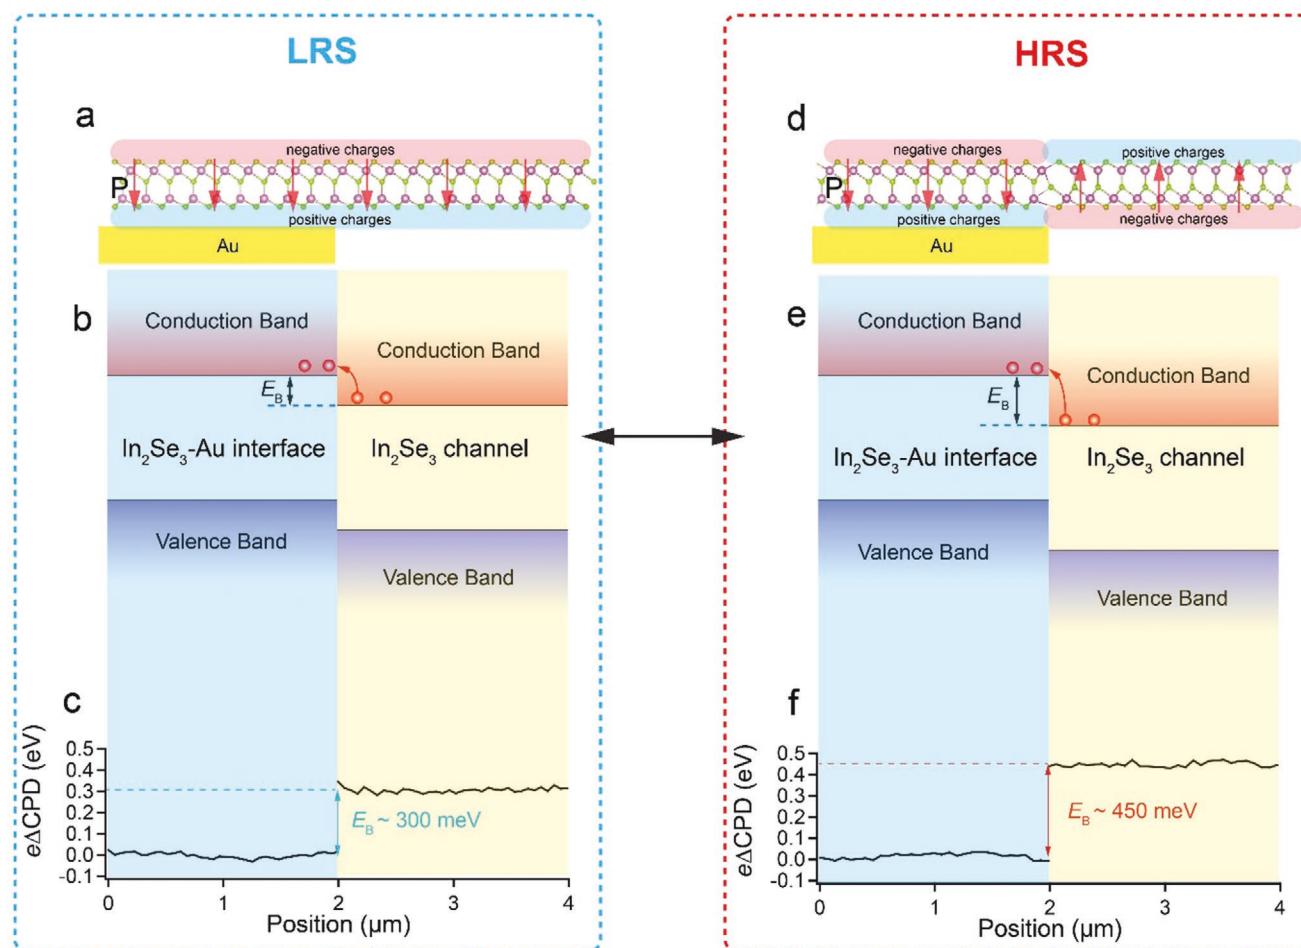 LRS
a
negative charges
P
positive charges
Au
b
Conduction Band
Conduction Band
E_B
In₂Se₃-Au interface
In₂Se₃ channel
Valence Band
Valence Band
c
eΔCPD (eV)
0.5
0.4
0.3
0.2
0.1
0.0
-0.1
E_B ~ 300 meV
0 1 2 3 4
Position (μm)
HRS
d
negative charges
positive charges
P
positive charges
negative charges
Au
e
Conduction Band
Conduction Band
E_B
In₂Se₃-Au interface
In₂Se₃ channel
Valence Band
Valence Band
f
eΔCPD (eV)
0.5
0.4
0.3
0.2
0.1
0.0
-0.1
E_B ~ 450 meV
0 1 2 3 4
Position (μm)